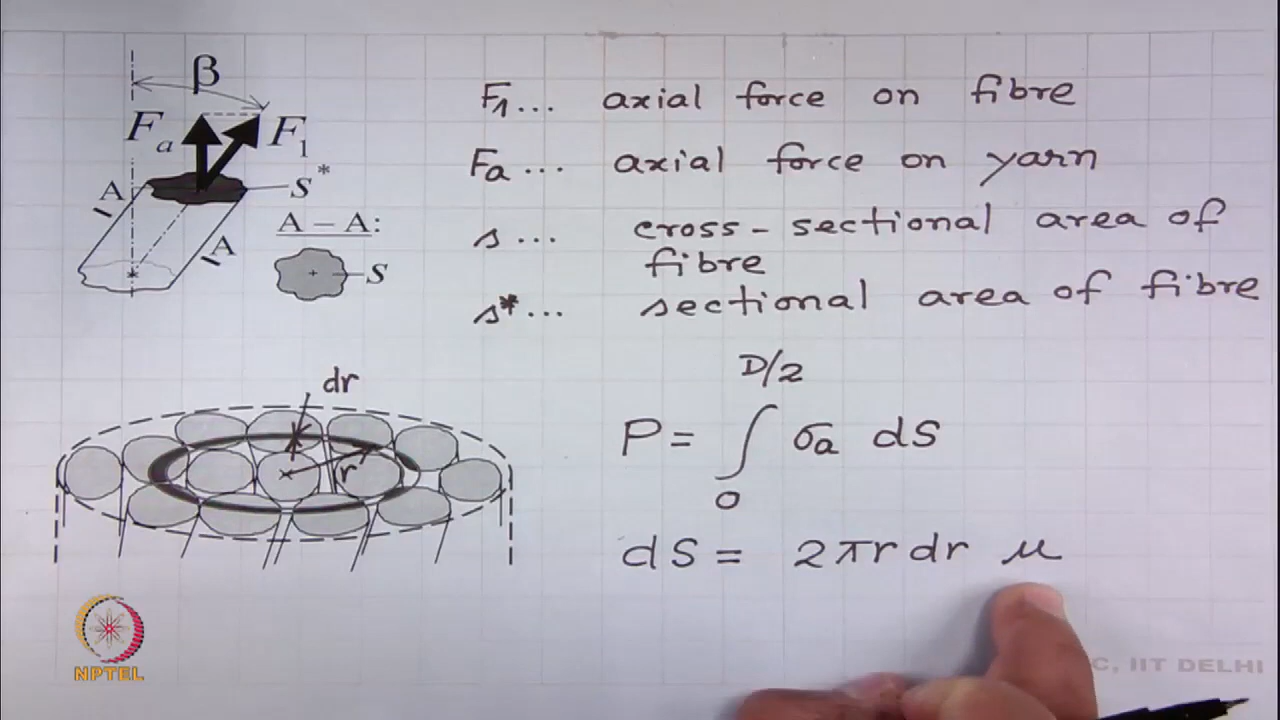 β
Fa F1
A S*
A – A:
A S
F1... axial force on fibre
Fa... axial force on yarn
s... cross-sectional area of
fibre
s*... sectional area of fibre
dr
r
D/2
P = ∫ σa dS
0
dS = 2πr dr μ
NPTEL
C, IIT DELHI